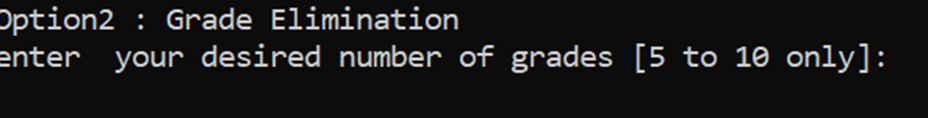 Option2 : Grade Elimination
enter  your desired number of grades [5 to 10 only]: